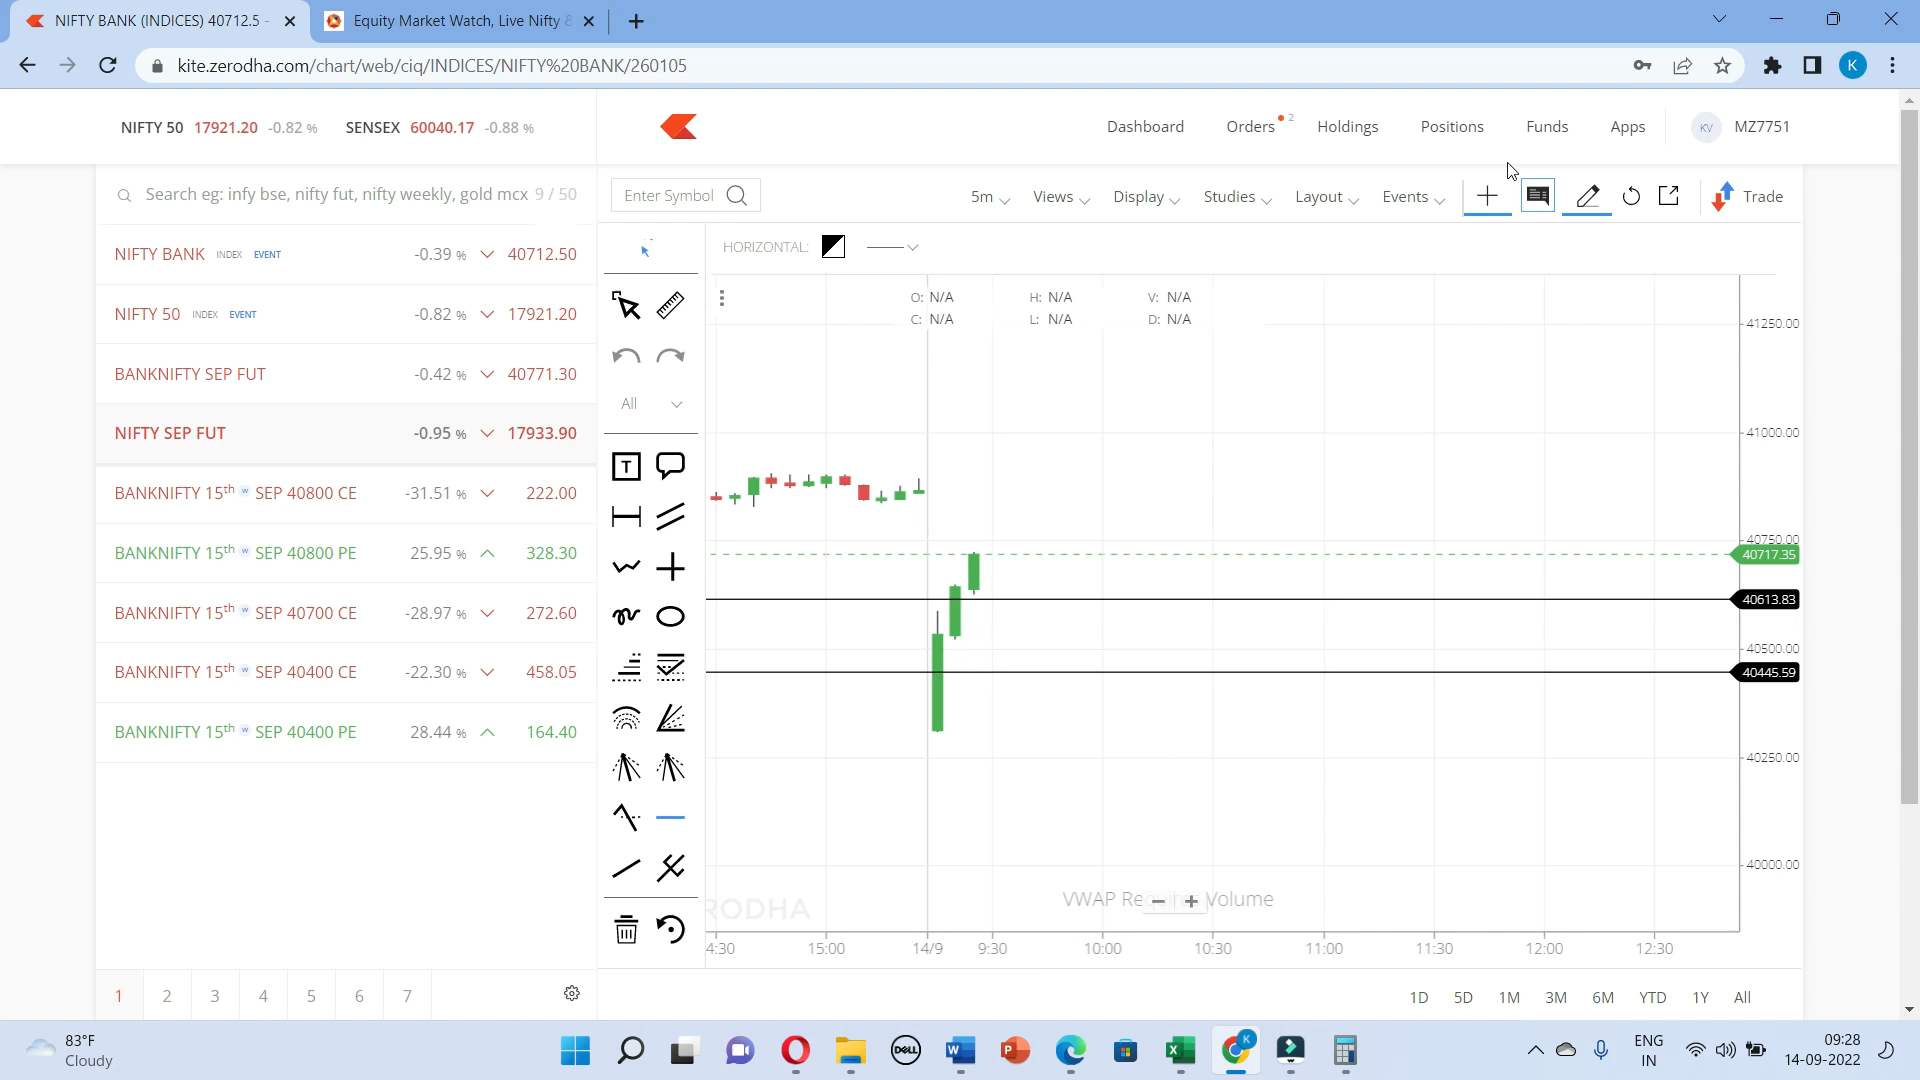 NIFTY BANK (INDICES) 40712.5 -
Equity Market Watch, Live Nifty &
kite.zerodha.com/chart/web/ciq/INDICES/NIFTY%20BANK/260105
K
NIFTY 50 17921.20 -0.82 % SENSEX 60040.17 -0.88 %
Dashboard Orders 2 Holdings Positions Funds Apps KV MZ7751
Search eg: infy bse, nifty fut, nifty weekly, gold mcx 9 / 50
Enter Symbol 5m Views Display Studies Layout Events Trade
HORIZONTAL:
NIFTY BANK INDEX EVENT -0.39 % 40712.50
NIFTY 50 INDEX EVENT -0.82 % 17921.20
BANKNIFTY SEP FUT -0.42 % 40771.30
NIFTY SEP FUT -0.95 % 17933.90
BANKNIFTY 15th w SEP 40800 CE -31.51 % 222.00
BANKNIFTY 15th w SEP 40800 PE 25.95 % 328.30
BANKNIFTY 15th w SEP 40700 CE -28.97 % 272.60
BANKNIFTY 15th w SEP 40400 CE -22.30 % 458.05
BANKNIFTY 15th w SEP 40400 PE 28.44 % 164.40
1 2 3 4 5 6 7
All
T
O: N/A H: N/A V: N/A
C: N/A L: N/A D: N/A
41250.00
41000.00
40750.00
40717.35
40613.83
40500.00
40445.59
40250.00
40000.00
RODHA
VWAP Requires Volume
4:30 15:00 14/9 9:30 10:00 10:30 11:00 11:30 12:00 12:30
1D 5D 1M 3M 6M YTD 1Y All
83°F
Cloudy
DELL
W
P
X
K
ENG
IN
09:28
14-09-2022